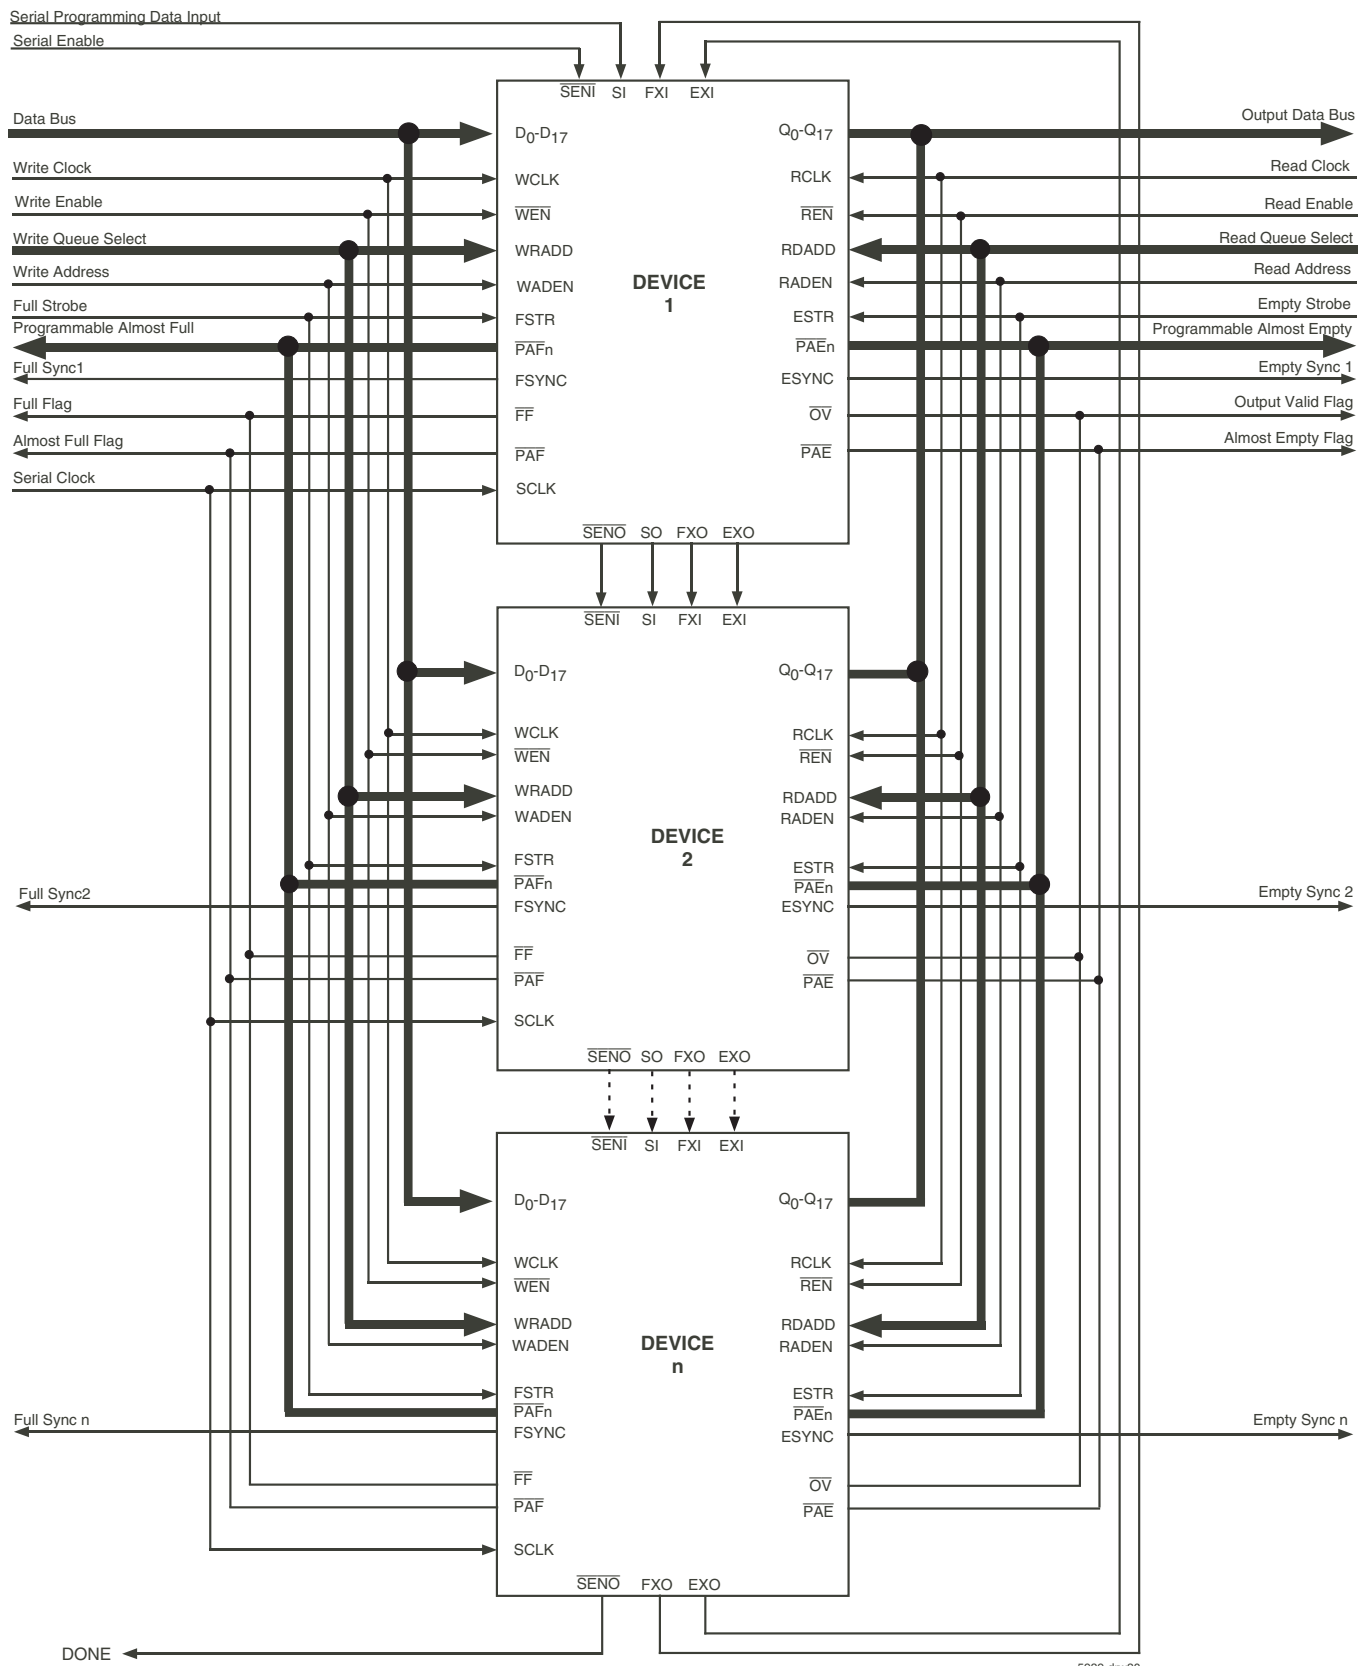 Serial Programming Data Input
Serial Enable
SENI SI FXI EXI
Data Bus D0-D17 Q0-Q17 Output Data Bus
Write Clock WCLK RCLK Read Clock
Write Enable WEN REN Read Enable
Write Queue Select WRADD RDADD Read Queue Select
Write Address WADEN DEVICE 1 RADEN Read Address
Full Strobe FSTR ESTR Empty Strobe
Programmable Almost Full PAFn PAEn Programmable Almost Empty
Full Sync1 FSYNC ESYNC Empty Sync 1
Full Flag FF OV Output Valid Flag
Almost Full Flag PAF PAE Almost Empty Flag
Serial Clock SCLK
SENO SO FXO EXO
SENI SI FXI EXI
D0-D17 Q0-Q17
WCLK RCLK
WEN REN
WRADD RDADD
WADEN RADEN
DEVICE
2
FSTR ESTR
PAFn PAEn
Full Sync2 FSYNC ESYNC Empty Sync 2
FF OV
PAF PAE
SCLK
SENO SO FXO EXO
SENI SI FXI EXI
D0-D17 Q0-Q17
WCLK RCLK
WEN REN
WRADD RDADD
WADEN RADEN
DEVICE
n
FSTR ESTR
PAFn PAEn
Full Sync n FSYNC ESYNC Empty Sync n
FF OV
PAF PAE
SCLK
SENO FXO EXO
DONE